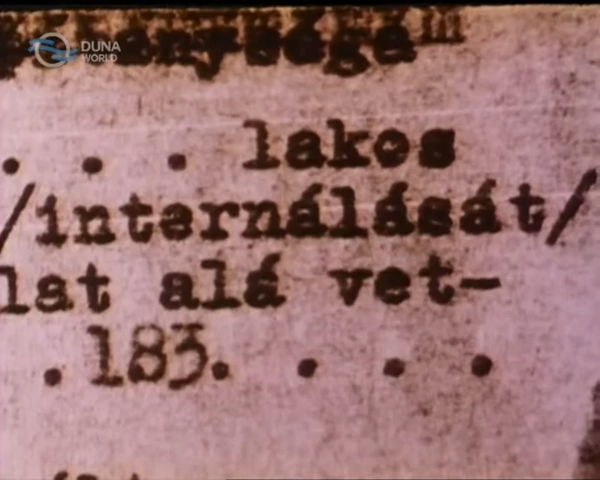 DUNA
WORLD
. . . lakos
/internálását/
lat alá vet-
.183. . . .